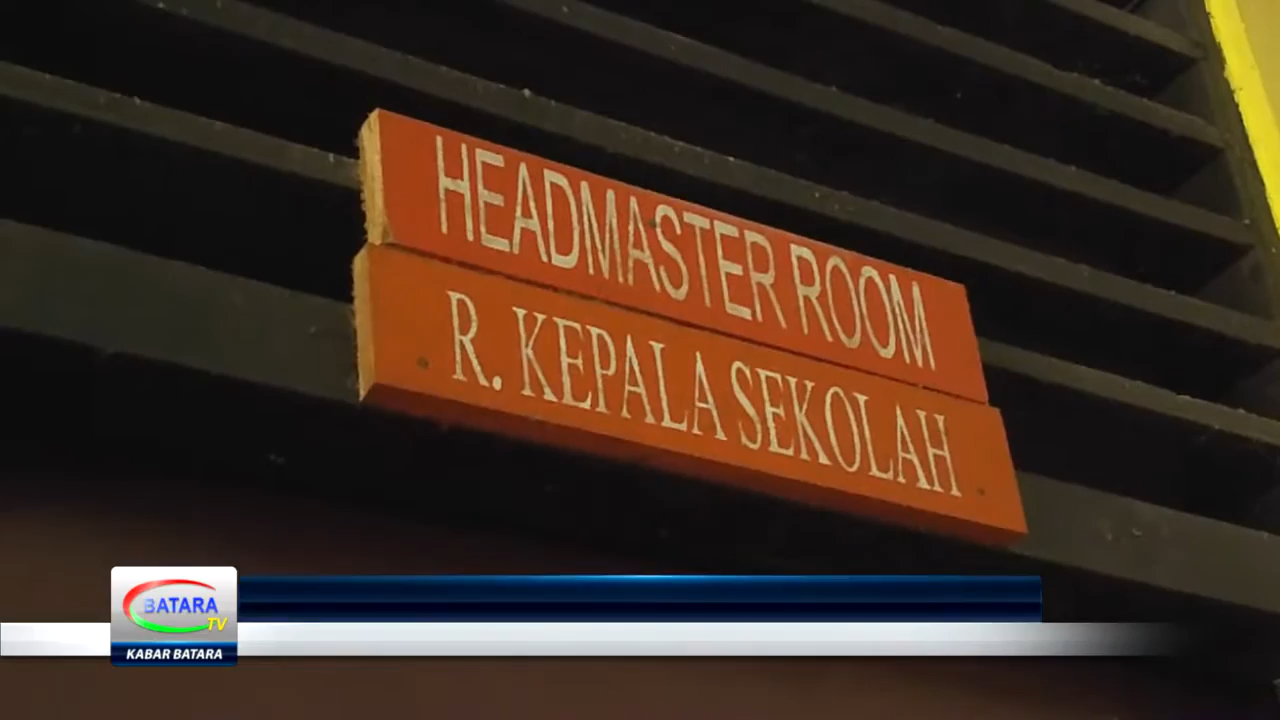 HEADMASTER ROOM
R. KEPALA SEKOLAH
BATARA
TV
KABAR BATARA